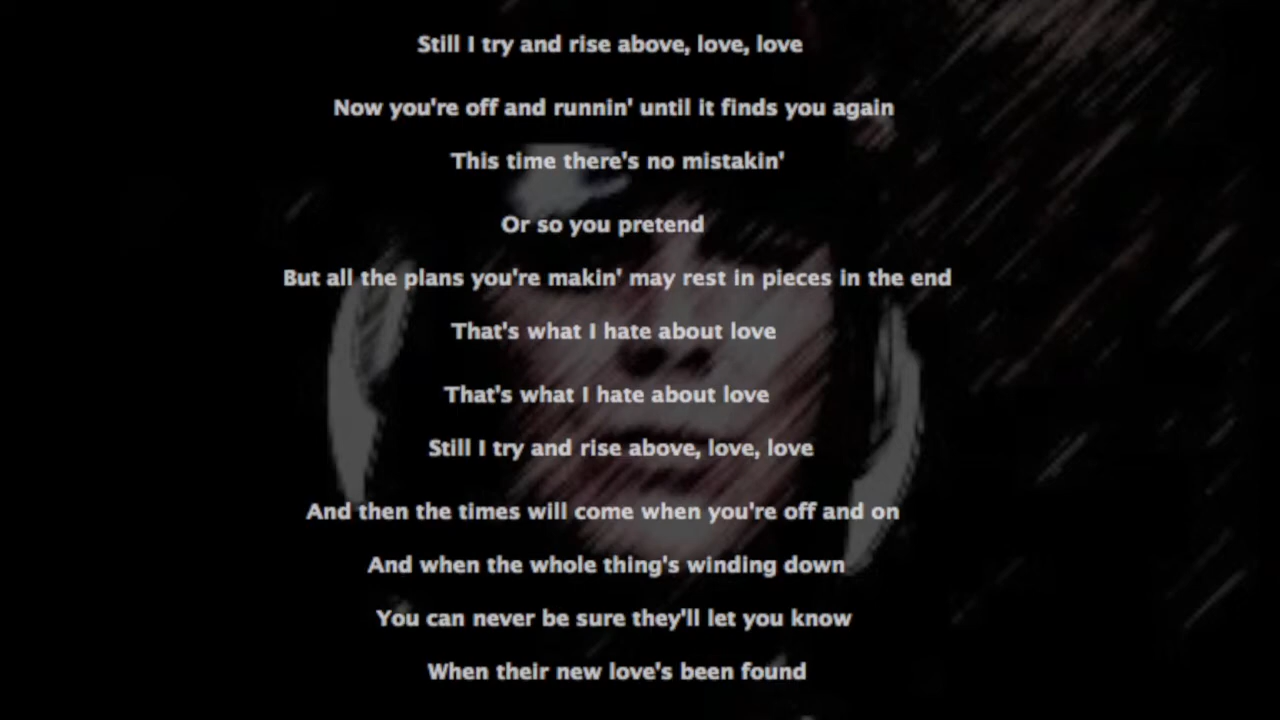 Still I try and rise above, love, love
Now you're off and runnin' until it finds you again
This time there's no mistakin'
Or so you pretend
But all the plans you're makin' may rest in pieces in the end
That's what I hate about love
That's what I hate about love
Still I try and rise above, love, love
And then the times will come when you're off and on
And when the whole thing's winding down
You can never be sure they'll let you know
When their new love's been found